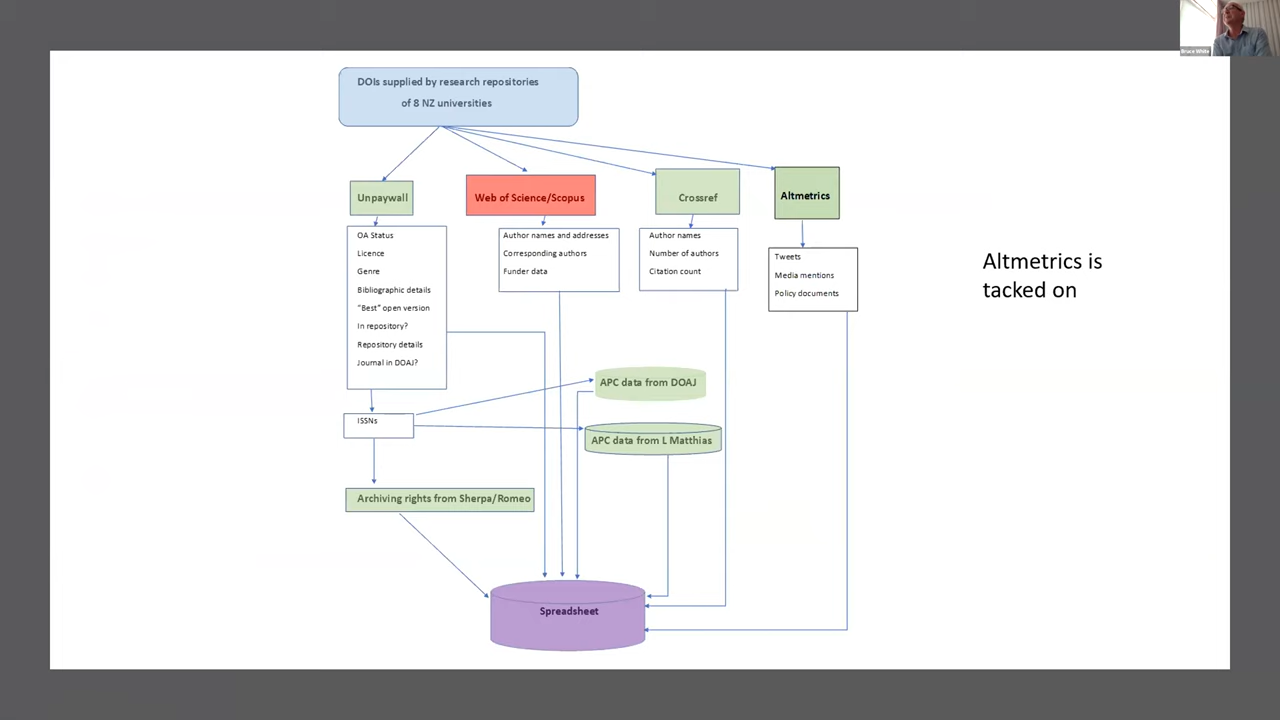 Bruce White
DOIs supplied by research repositories
of 8 NZ universities
Unpaywall
Web of Science/Scopus
Crossref
Altmetrics
OA Status
Licence
Genre
Bibliographic details
“Best” open version
In repository?
Repository details
Journal in DOAJ?
Author names and addresses
Corresponding authors
Funder data
Author names
Number of authors
Citation count
Tweets
Media mentions
Policy documents
Altmetrics is
tacked on
APC data from DOAJ
ISSNs
APC data from L Matthias
Archiving rights from Sherpa/Romeo
Spreadsheet